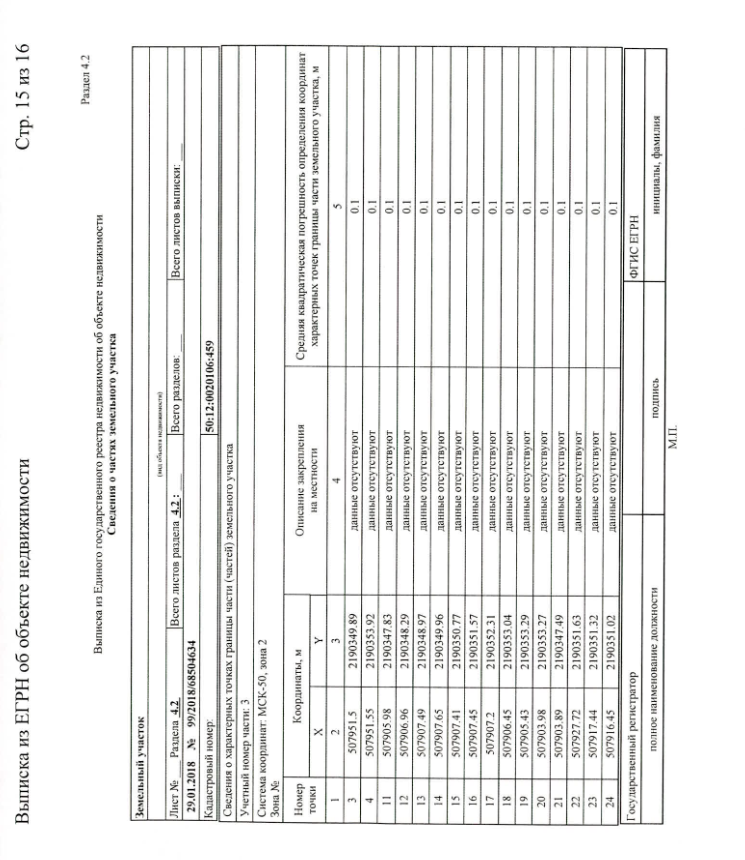 Выписка из ЕГРН об объекте недвижимости Стр. 15 из 16
Раздел 4.2
Выписка из Единого государственного реестра недвижимости об объекте недвижимости
Сведения о частях земельного участка
Земельный участок
(вид объекта недвижимости)
Лист № ___ Раздела 4.2 Всего листов раздела 4.2 : ___ Всего разделов: ___ Всего листов выписки: ___
29.01.2018 № 99/2018/68504634
Кадастровый номер: 50:12:0020106:459
Сведения о характерных точках границы части (частей) земельного участка
Учетный номер части: 3
Система координат: МСК-50, зона 2
Зона №
Номер точки Координаты, м Описание закрепления на местности Средняя квадратическая погрешность определения координат характерных точек границы части земельного участка, м
X Y
1 2 3 4 5
3 507951.5 2190349.89 данные отсутствуют 0.1
4 507951.55 2190353.92 данные отсутствуют 0.1
11 507905.98 2190347.83 данные отсутствуют 0.1
12 507906.96 2190348.29 данные отсутствуют 0.1
13 507907.49 2190348.97 данные отсутствуют 0.1
14 507907.65 2190349.96 данные отсутствуют 0.1
15 507907.41 2190350.77 данные отсутствуют 0.1
16 507907.45 2190351.57 данные отсутствуют 0.1
17 507907.2 2190352.31 данные отсутствуют 0.1
18 507906.45 2190353.04 данные отсутствуют 0.1
19 507905.43 2190353.29 данные отсутствуют 0.1
20 507903.98 2190353.27 данные отсутствуют 0.1
21 507903.89 2190347.49 данные отсутствуют 0.1
22 507927.72 2190351.63 данные отсутствуют 0.1
23 507917.44 2190351.32 данные отсутствуют 0.1
24 507916.45 2190351.02 данные отсутствуют 0.1
Государственный регистратор ФГИС ЕГРН
полное наименование должности подпись инициалы, фамилия
М.П.